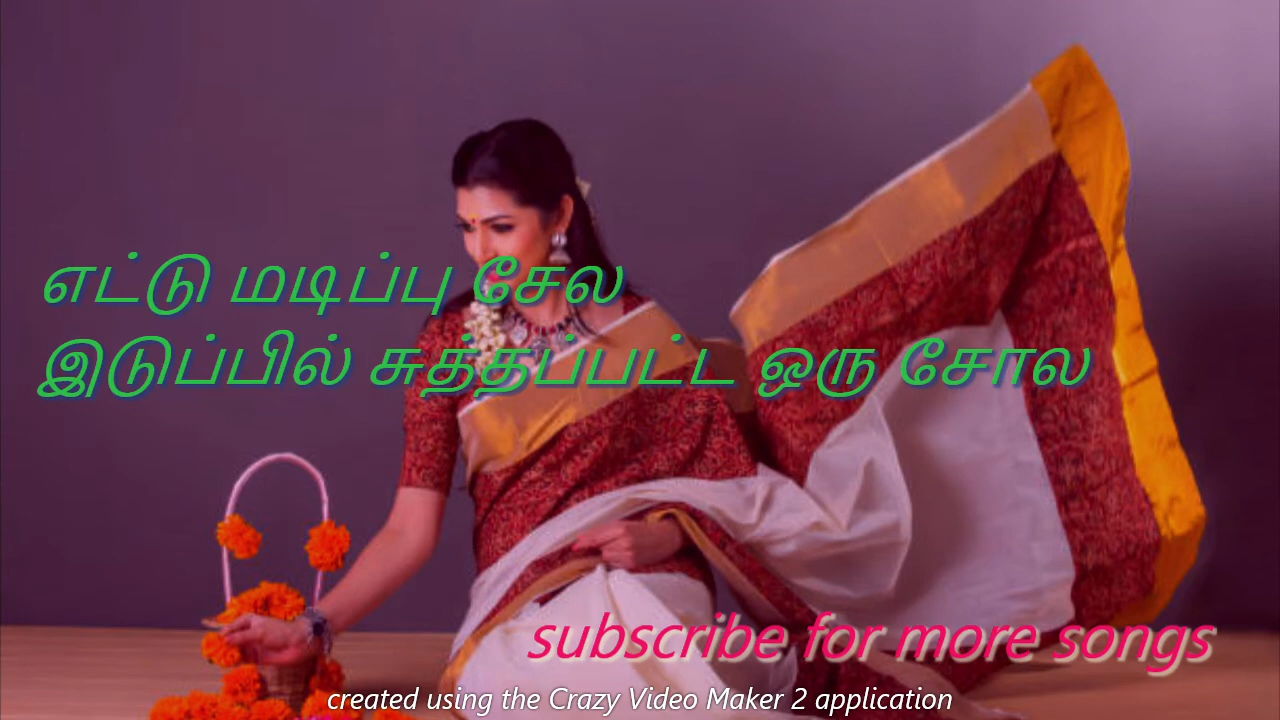 எட்டு மடிப்பு சேல
இடுப்பில் சுத்தப்பட்ட ஒரு சோல
subscribe for more songs
created using the Crazy Video Maker 2 application